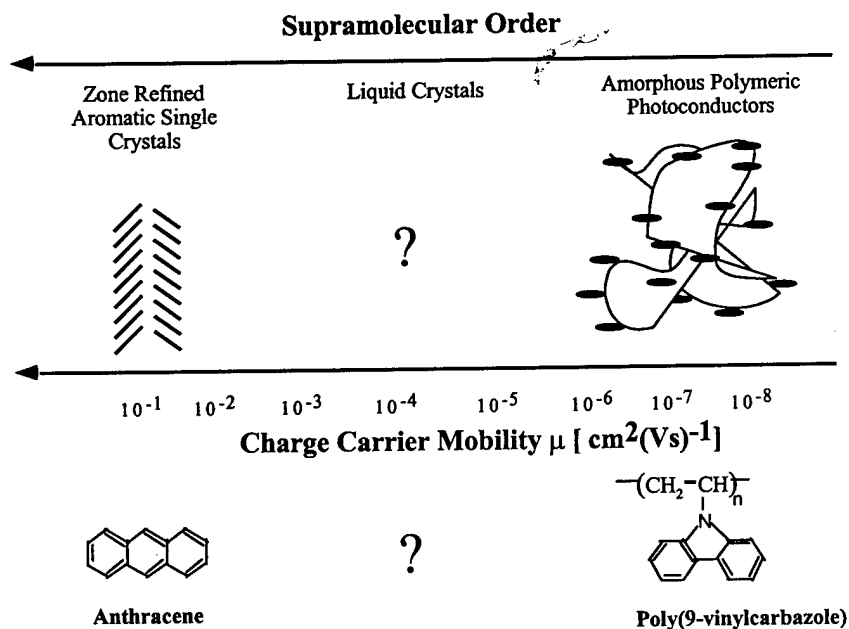 Supramolecular Order
Zone Refined
Aromatic Single
Crystals
Liquid Crystals
Amorphous Polymeric
Photoconductors
?
10-1 10-2 10-3 10-4 10-5 10-6 10-7 10-8
Charge Carrier Mobility μ [ cm2(Vs)-1]
(CH2-CH)n
N
?
Anthracene
Poly(9-vinylcarbazole)